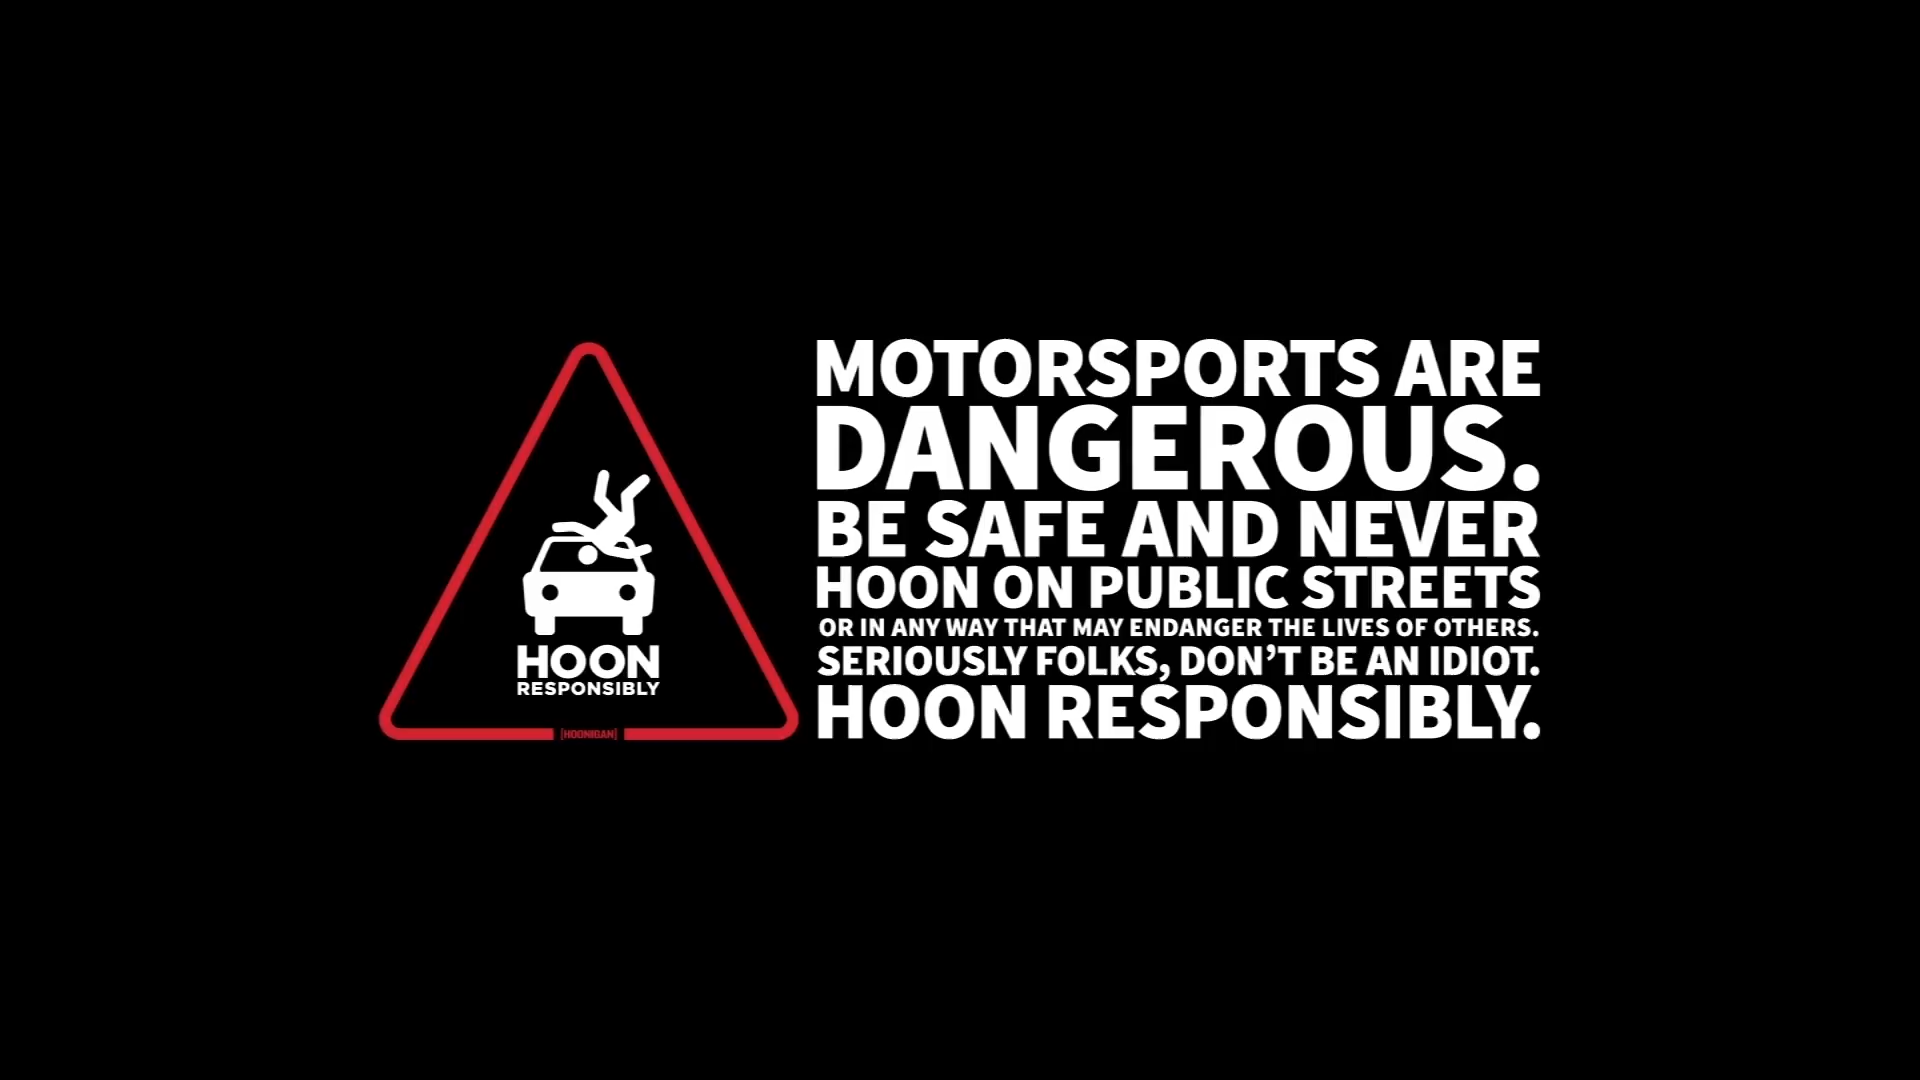 HOON
RESPONSIBLY
[HOONIGAN]
MOTORSPORTS ARE
DANGEROUS.
BE SAFE AND NEVER
HOON ON PUBLIC STREETS
OR IN ANY WAY THAT MAY ENDANGER THE LIVES OF OTHERS.
SERIOUSLY FOLKS, DON’T BE AN IDIOT.
HOON RESPONSIBLY.